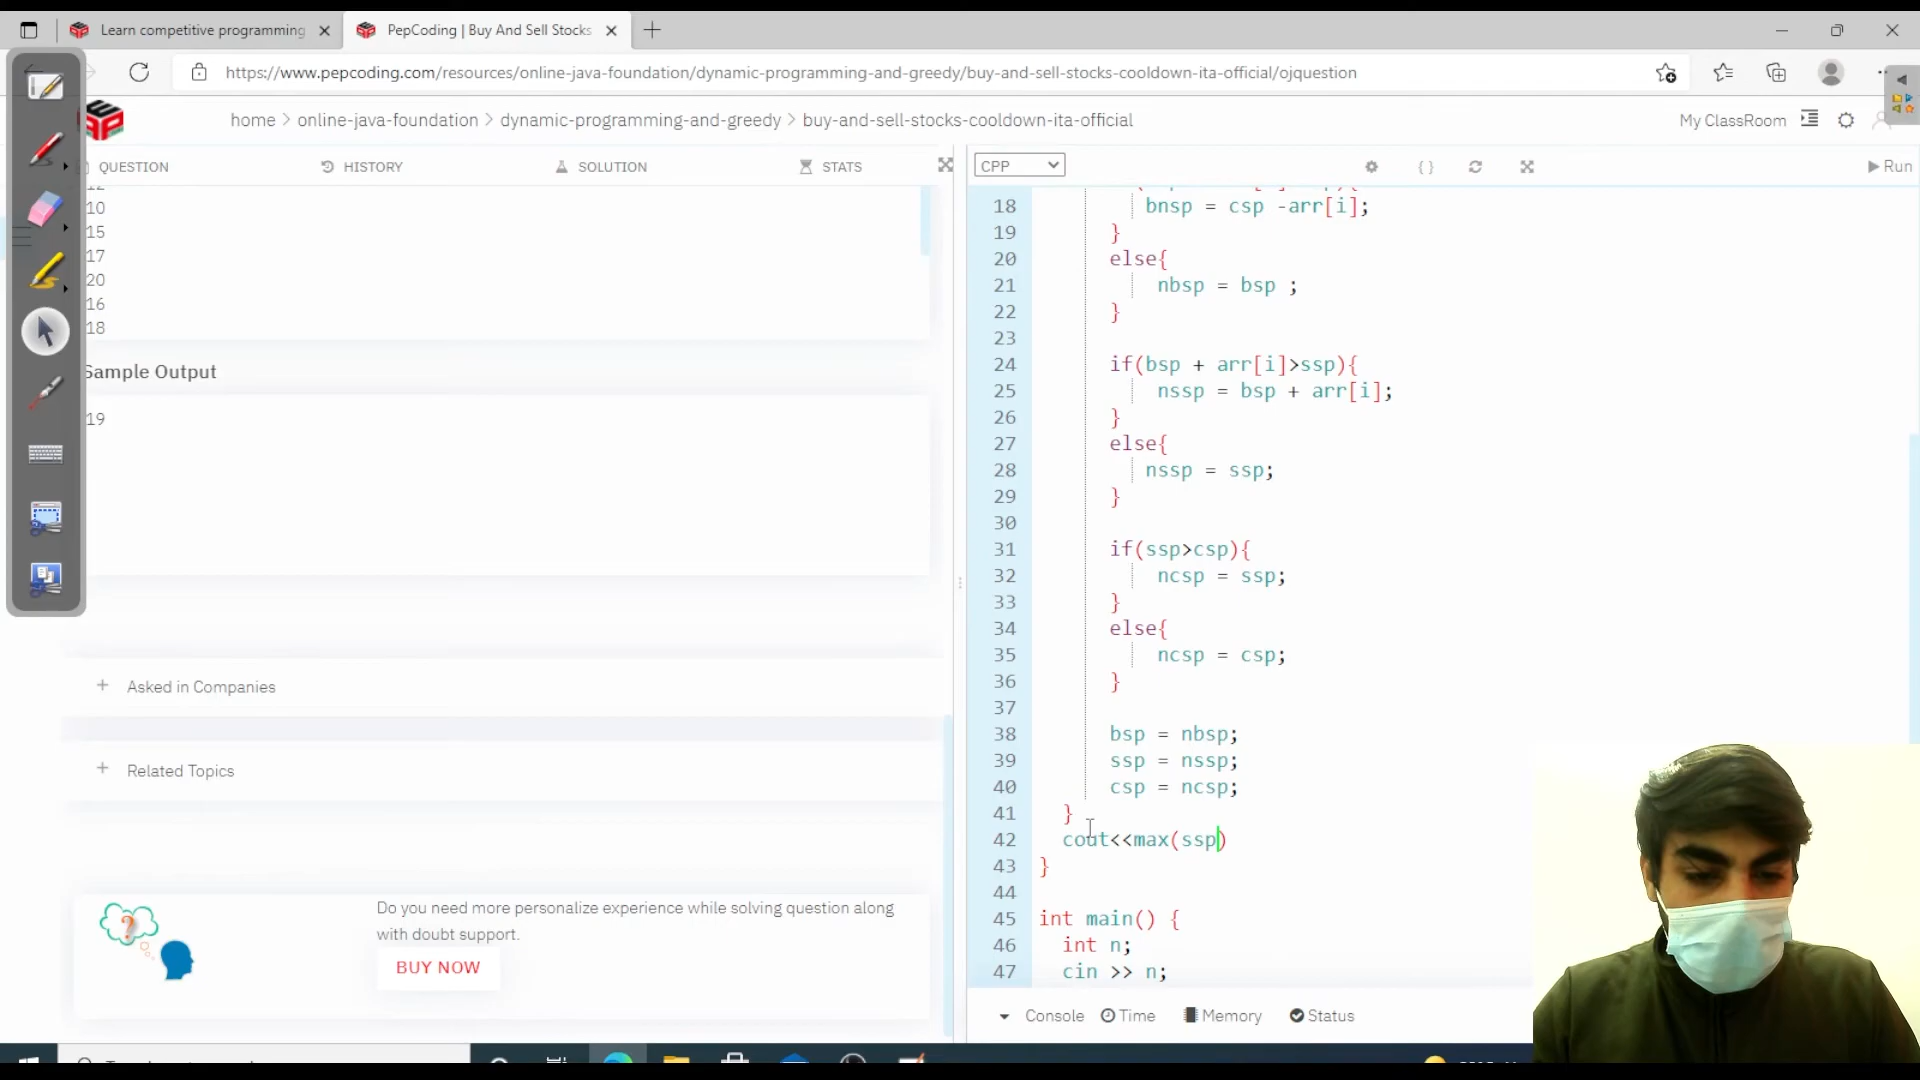 Learn competitive programming
PepCoding | Buy And Sell Stocks
https://www.pepcoding.com/resources/online-java-foundation/dynamic-programming-and-greedy/buy-and-sell-stocks-cooldown-ita-official/ojquestion
home > online-java-foundation > dynamic-programming-and-greedy > buy-and-sell-stocks-cooldown-ita-official
My ClassRoom
QUESTION
HISTORY
SOLUTION
STATS
CPP
Run
12
10
15
17
20
16
18
Sample Output
19
+ Asked in Companies
+ Related Topics
Do you need more personalize experience while solving question along
with doubt support.
BUY NOW
18 bnsp = csp -arr[i];
19 }
20 else{
21 nbsp = bsp ;
22 }
23
24 if(bsp + arr[i]>ssp){
25 nssp = bsp + arr[i];
26 }
27 else{
28 nssp = ssp;
29 }
30
31 if(ssp>csp){
32 ncsp = ssp;
33 }
34 else{
35 ncsp = csp;
36 }
37
38 bsp = nbsp;
39 ssp = nssp;
40 csp = ncsp;
41 }
42 cout<<max(ssp)
43 }
44
45 int main() {
46 int n;
47 cin >> n;
Console Time Memory Status